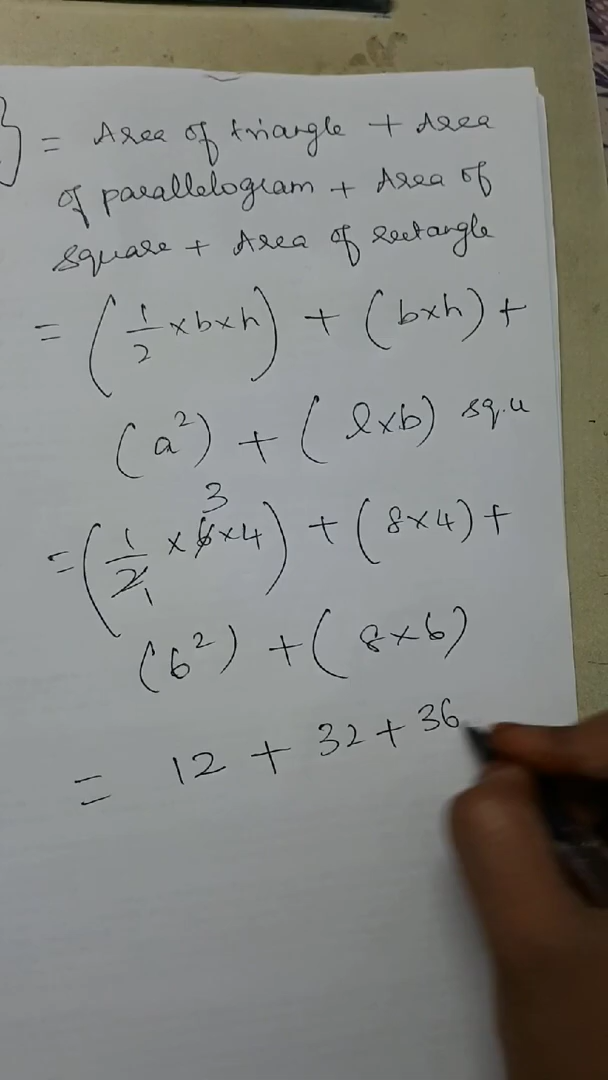 } = Area of triangle + Area
of parallelogram + Area of
square + Area of rectangle
= (1/2 × b × h) + (b×h) +
(a²) + (l×b) sq.u
3
= (1/2 × 6 × 4) + (8×4) +
1
(6²) + (8×6)
= 12 + 32 + 36